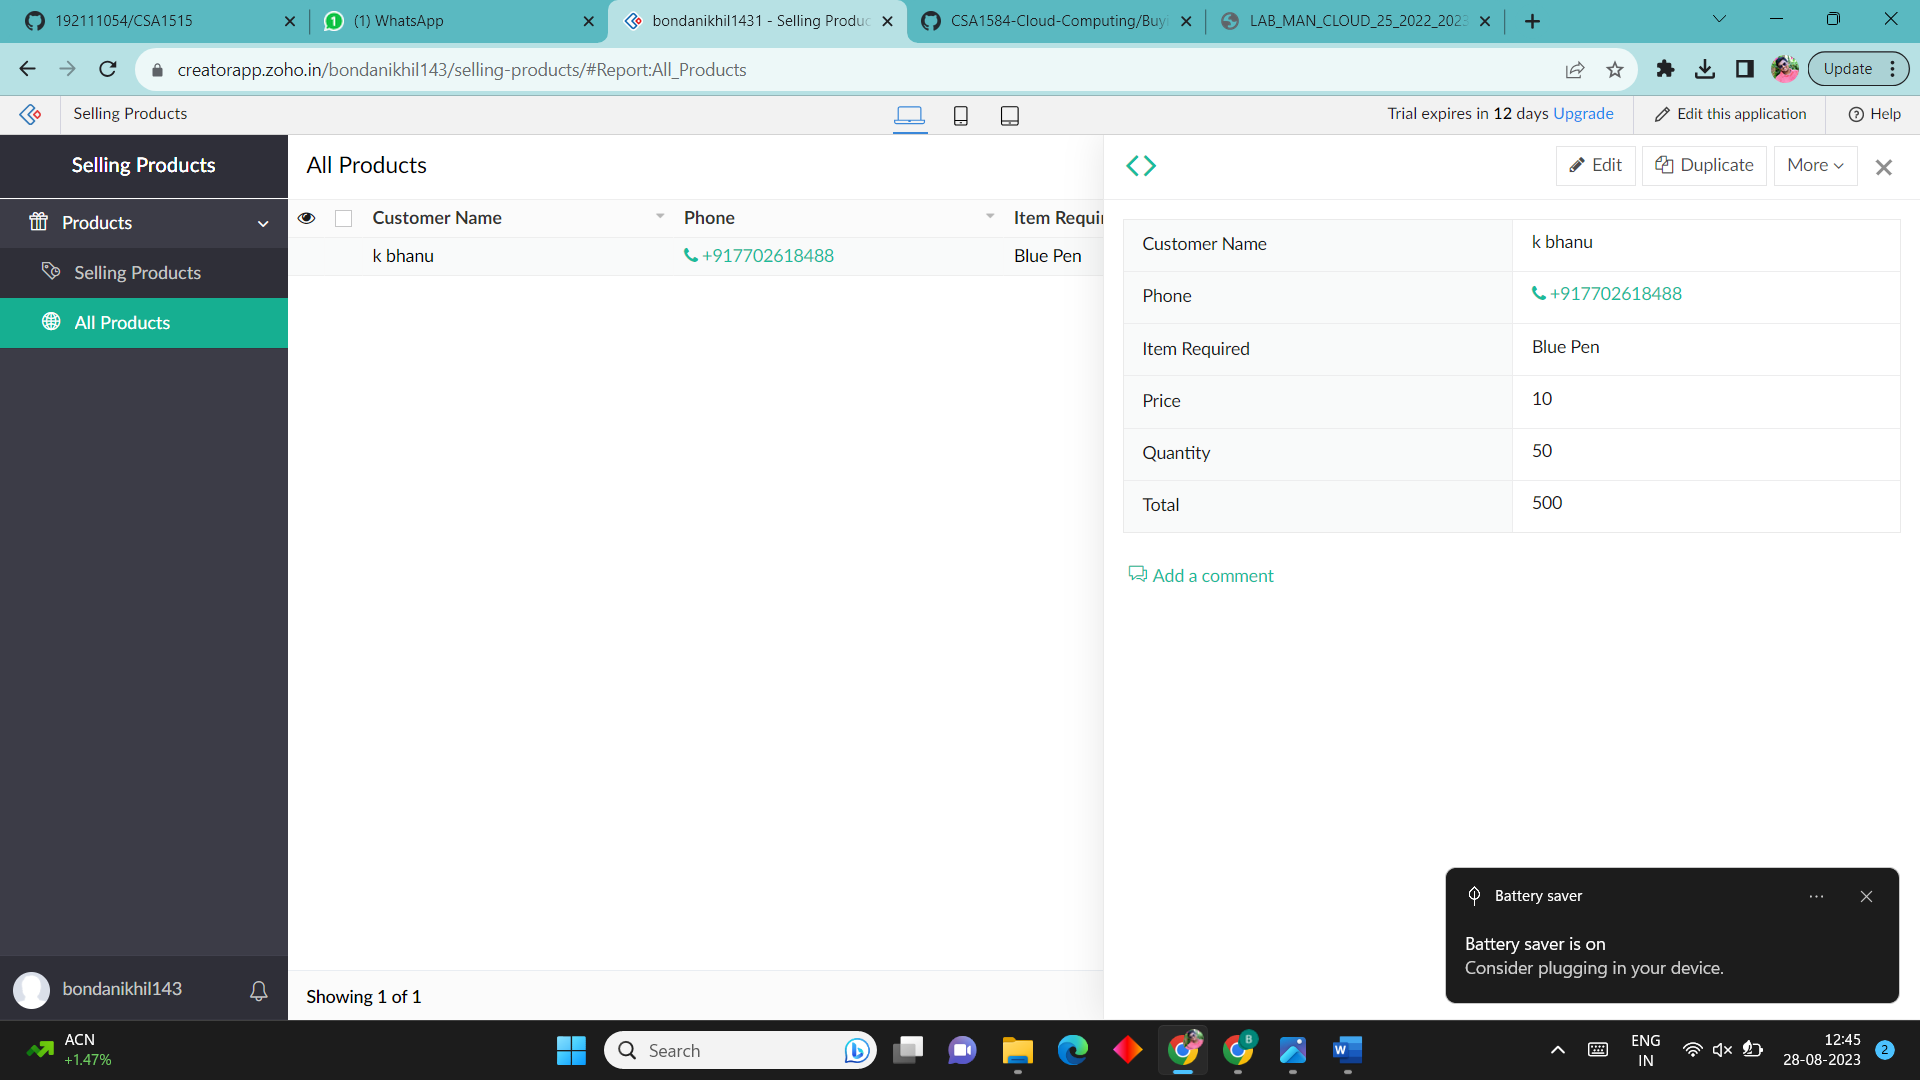 192111054/CSA1515
(1) WhatsApp
bondanikhil1431 - Selling Produc
CSA1584-Cloud-Computing/Buyi
LAB_MAN_CLOUD_25_2022_2023
creatorapp.zoho.in/bondanikhil143/selling-products/#Report:All_Products
Update
Selling Products
Trial expires in 12 days Upgrade
Edit this application
Help
Selling Products
Products
Selling Products
All Products
All Products
Customer Name Phone Item Requir
k bhanu +917702618488 Blue Pen
Edit
Duplicate
More
Customer Name k bhanu
Phone +917702618488
Item Required Blue Pen
Price 10
Quantity 50
Total 500
Add a comment
Battery saver
Battery saver is on
Consider plugging in your device.
bondanikhil143
Showing 1 of 1
ACN
+1.47%
Search
B
ENG
IN
12:45
28-08-2023
2